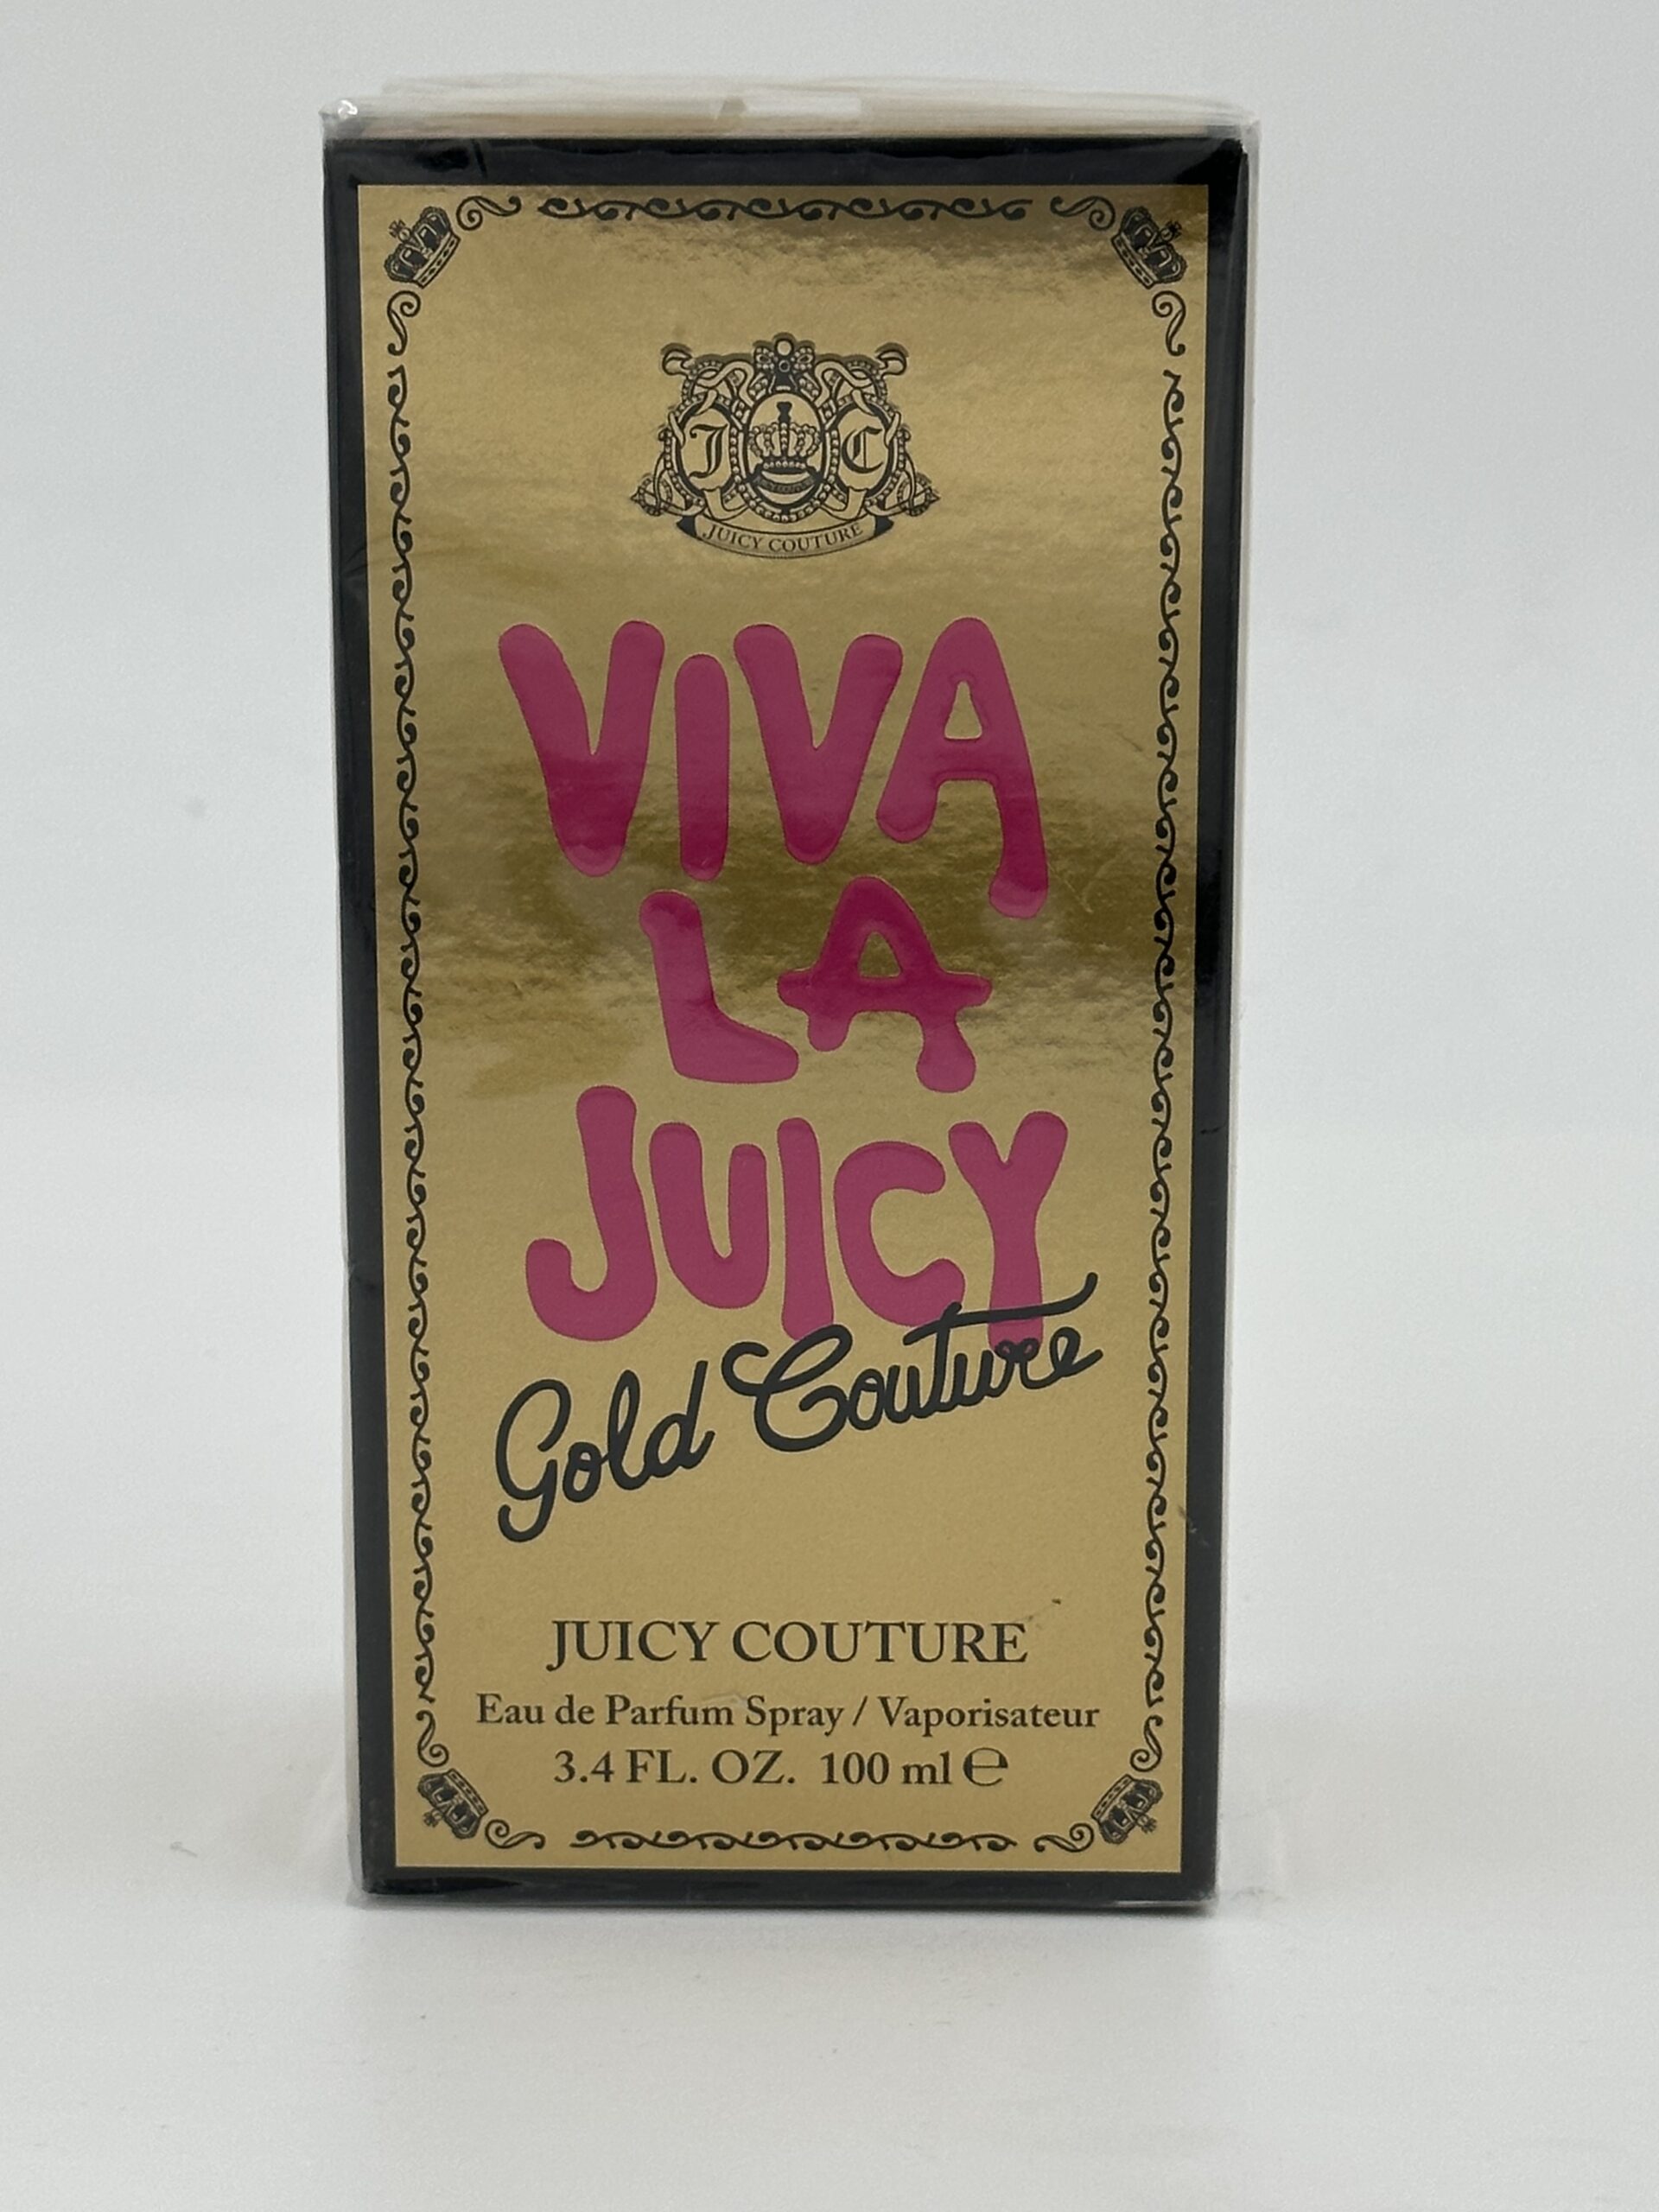 J C
JUICY COUTURE
VIVA
LA
JUICY
Gold Couture
JUICY COUTURE
Eau de Parfum Spray / Vaporisateur
3.4 FL. OZ. 100 ml ℮